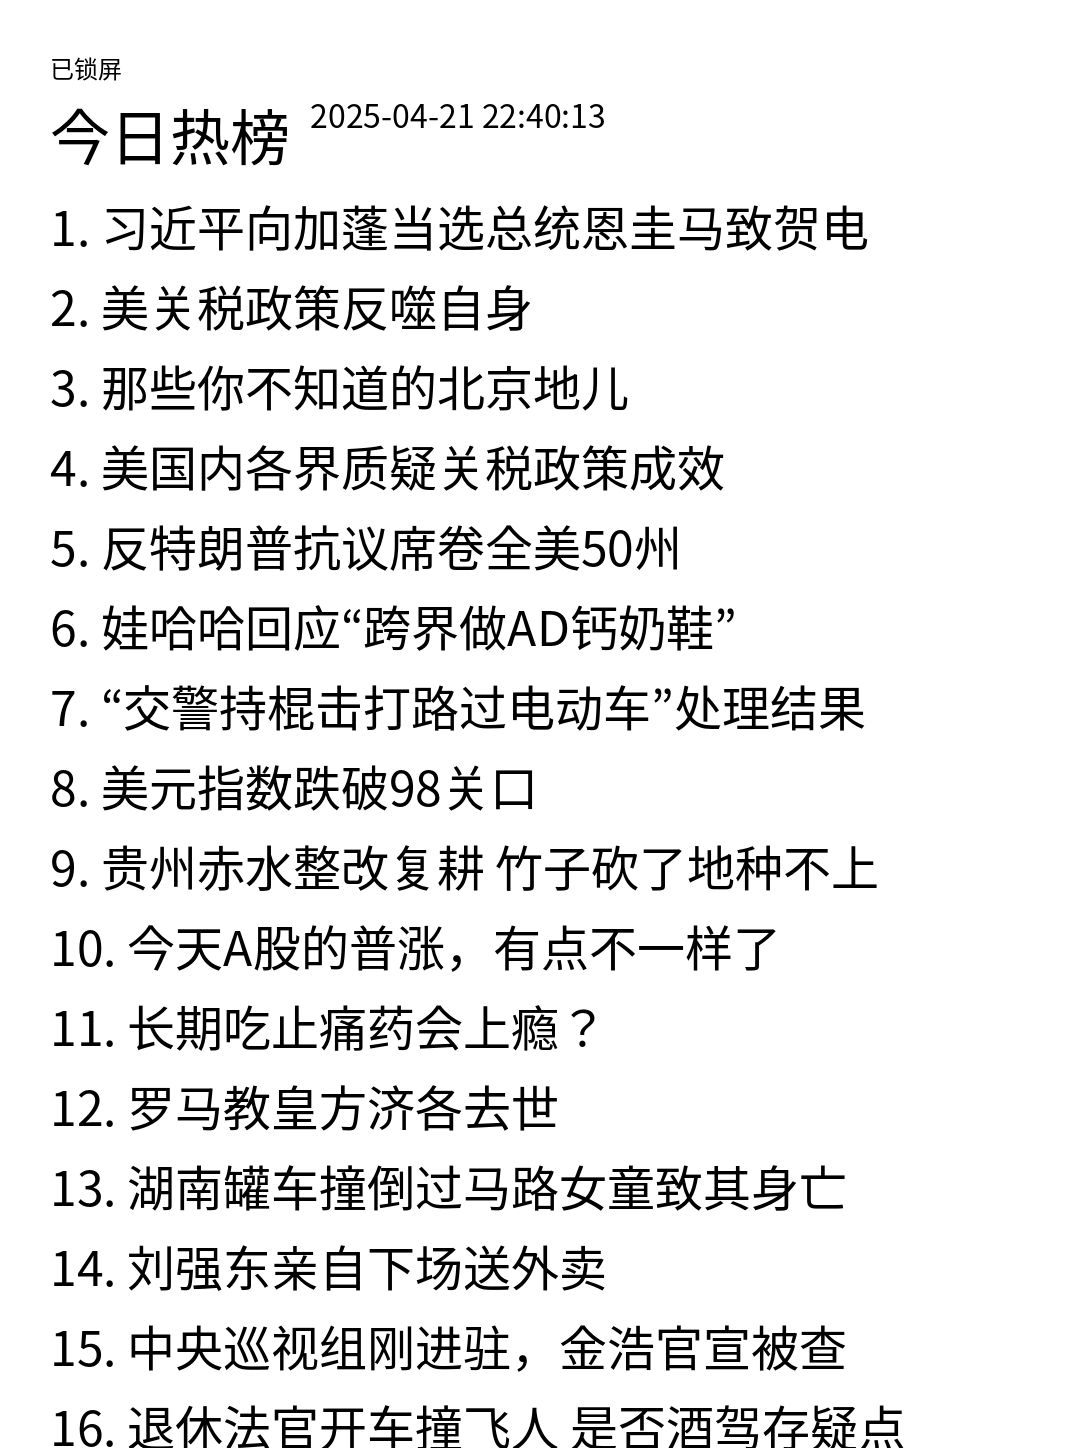 已锁屏
今日热榜 2025-04-21 22:40:13
1. 习近平向加蓬当选总统恩圭马致贺电
2. 美关税政策反噬自身
3. 那些你不知道的北京地儿
4. 美国内各界质疑关税政策成效
5. 反特朗普抗议席卷全美50州
6. 娃哈哈回应“跨界做AD钙奶鞋”
7. “交警持棍击打路过电动车”处理结果
8. 美元指数跌破98关口
9. 贵州赤水整改复耕 竹子砍了地种不上
10. 今天A股的普涨，有点不一样了
11. 长期吃止痛药会上瘾？
12. 罗马教皇方济各去世
13. 湖南罐车撞倒过马路女童致其身亡
14. 刘强东亲自下场送外卖
15. 中央巡视组刚进驻，金浩官宣被查
16. 退休法官开车撞飞人 是否酒驾存疑点